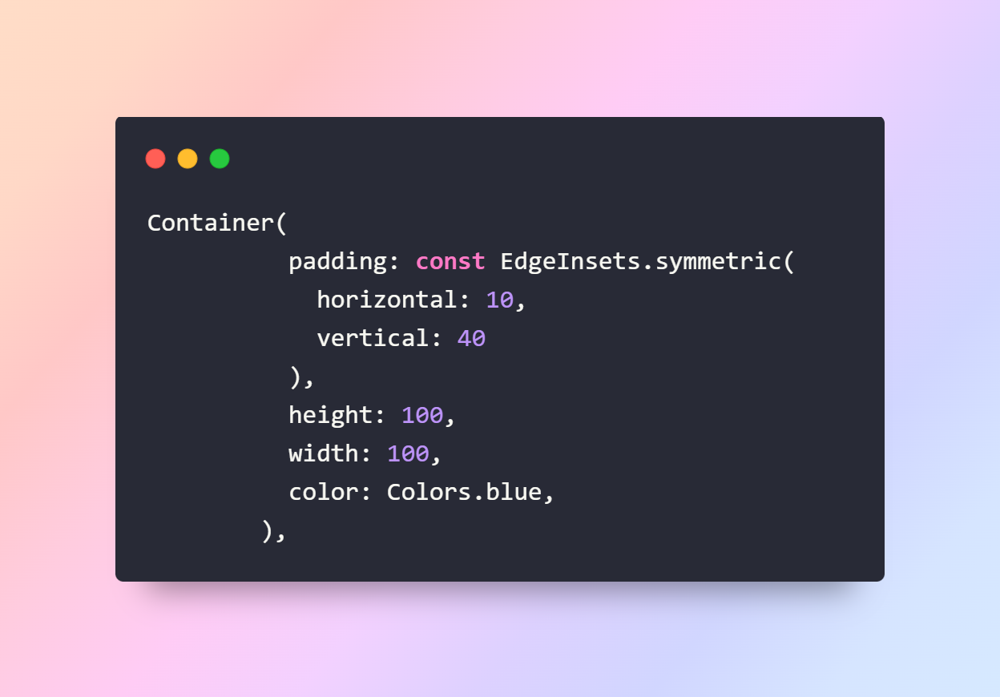 Container(
          padding: const EdgeInsets.symmetric(
            horizontal: 10,
            vertical: 40
          ),
          height: 100,
          width: 100,
          color: Colors.blue,
        ),